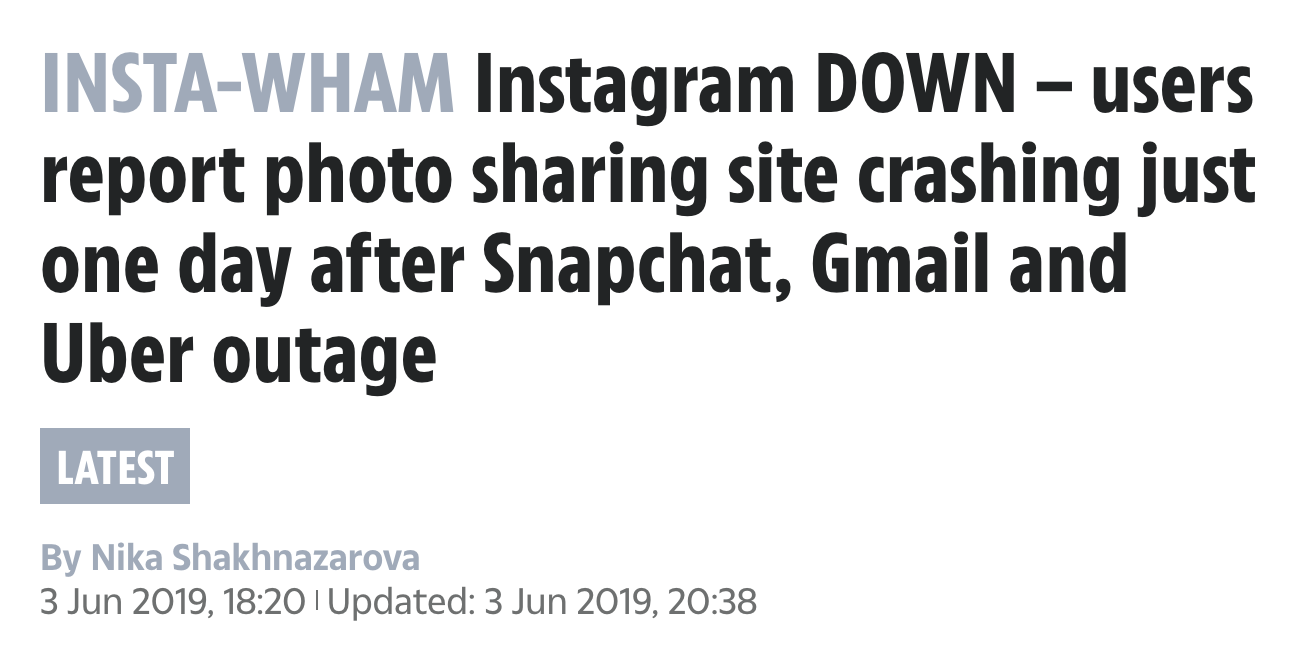 INSTA-WHAM Instagram DOWN – users
report photo sharing site crashing just
one day after Snapchat, Gmail and
Uber outage
LATEST
By Nika Shakhnazarova
3 Jun 2019, 18:20 | Updated: 3 Jun 2019, 20:38